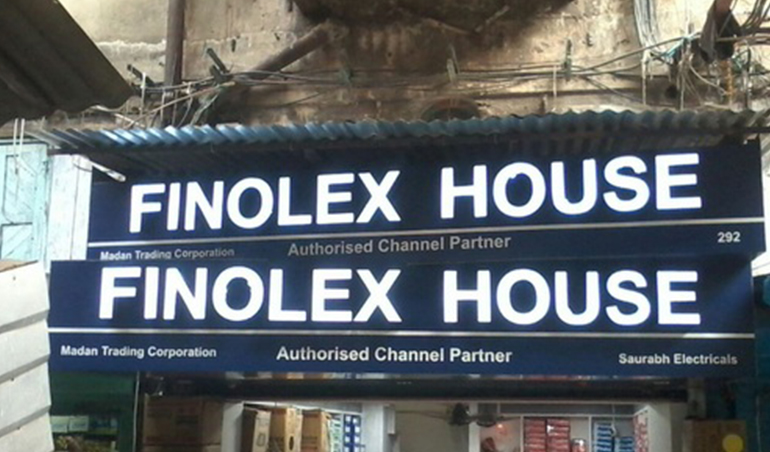 FINOLEX HOUSE
Madan Trading Corporation Authorised Channel Partner 292
FINOLEX HOUSE
Madan Trading Corporation Authorised Channel Partner Saurabh Electricals